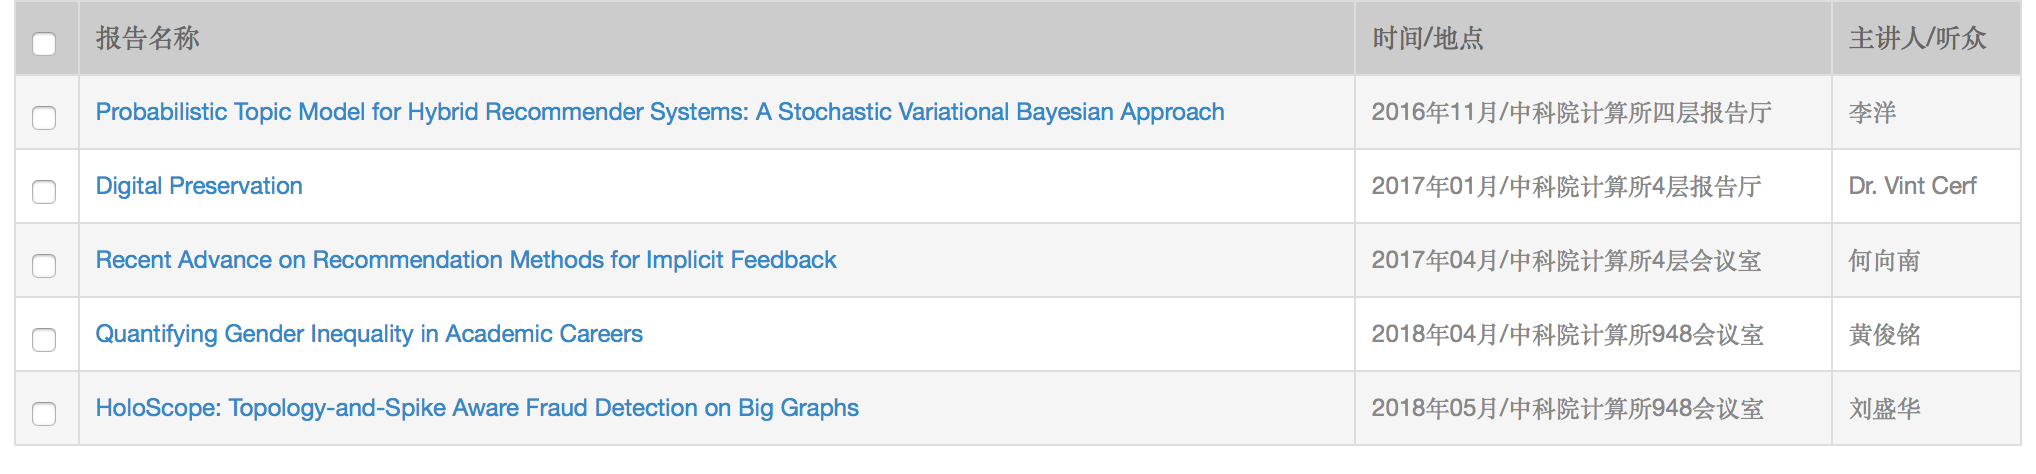 报告名称 时间/地点 主讲人/听众
Probabilistic Topic Model for Hybrid Recommender Systems: A Stochastic Variational Bayesian Approach 2016年11月/中科院计算所四层报告厅 李洋
Digital Preservation 2017年01月/中科院计算所4层报告厅 Dr. Vint Cerf
Recent Advance on Recommendation Methods for Implicit Feedback 2017年04月/中科院计算所4层会议室 何向南
Quantifying Gender Inequality in Academic Careers 2018年04月/中科院计算所948会议室 黄俊铭
HoloScope: Topology-and-Spike Aware Fraud Detection on Big Graphs 2018年05月/中科院计算所948会议室 刘盛华